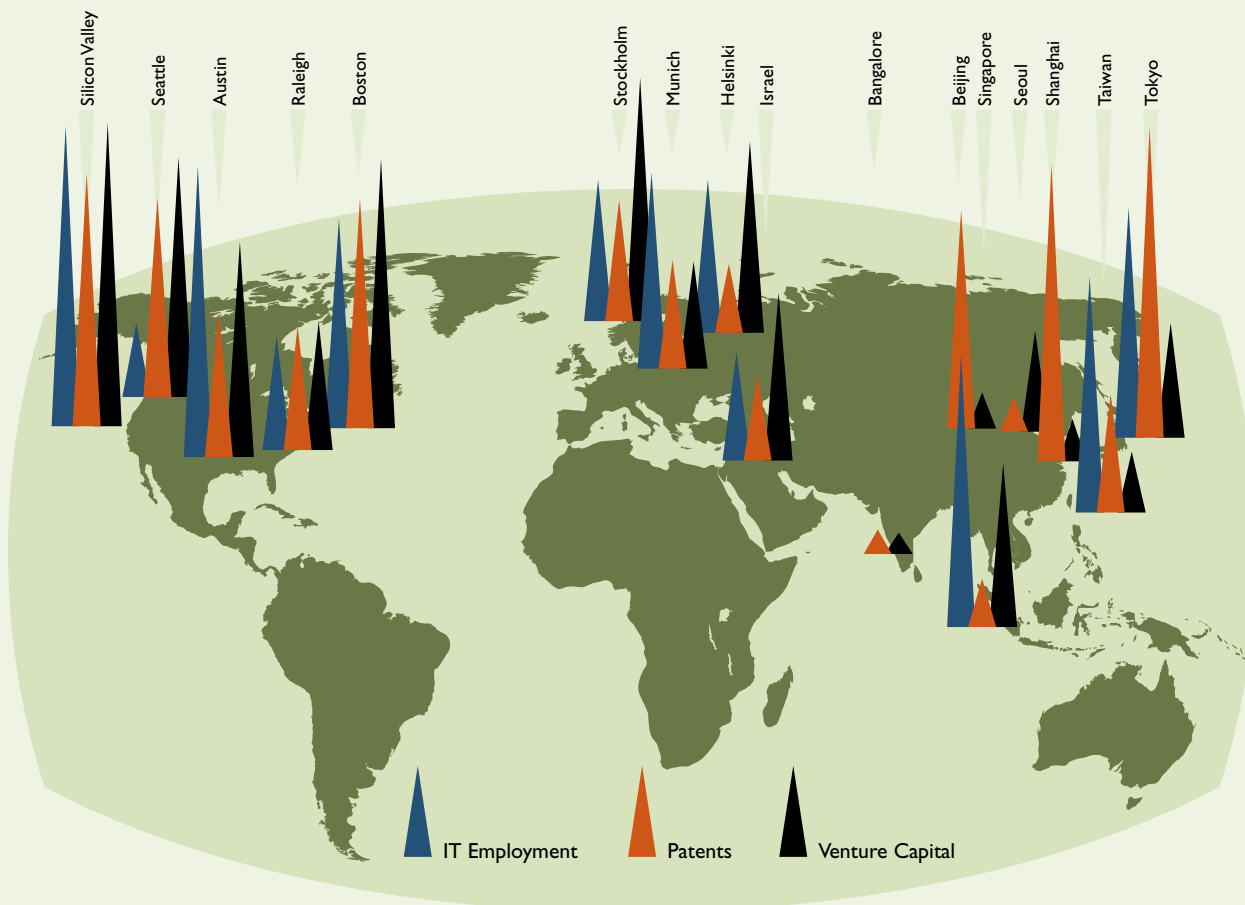 Silicon Valley
Seattle
Austin
Raleigh
Boston
Stockholm
Munich
Helsinki
Israel
Bangalore
Beijing
Singapore
Seoul
Shanghai
Taiwan
Tokyo
IT Employment
Patents
Venture Capital